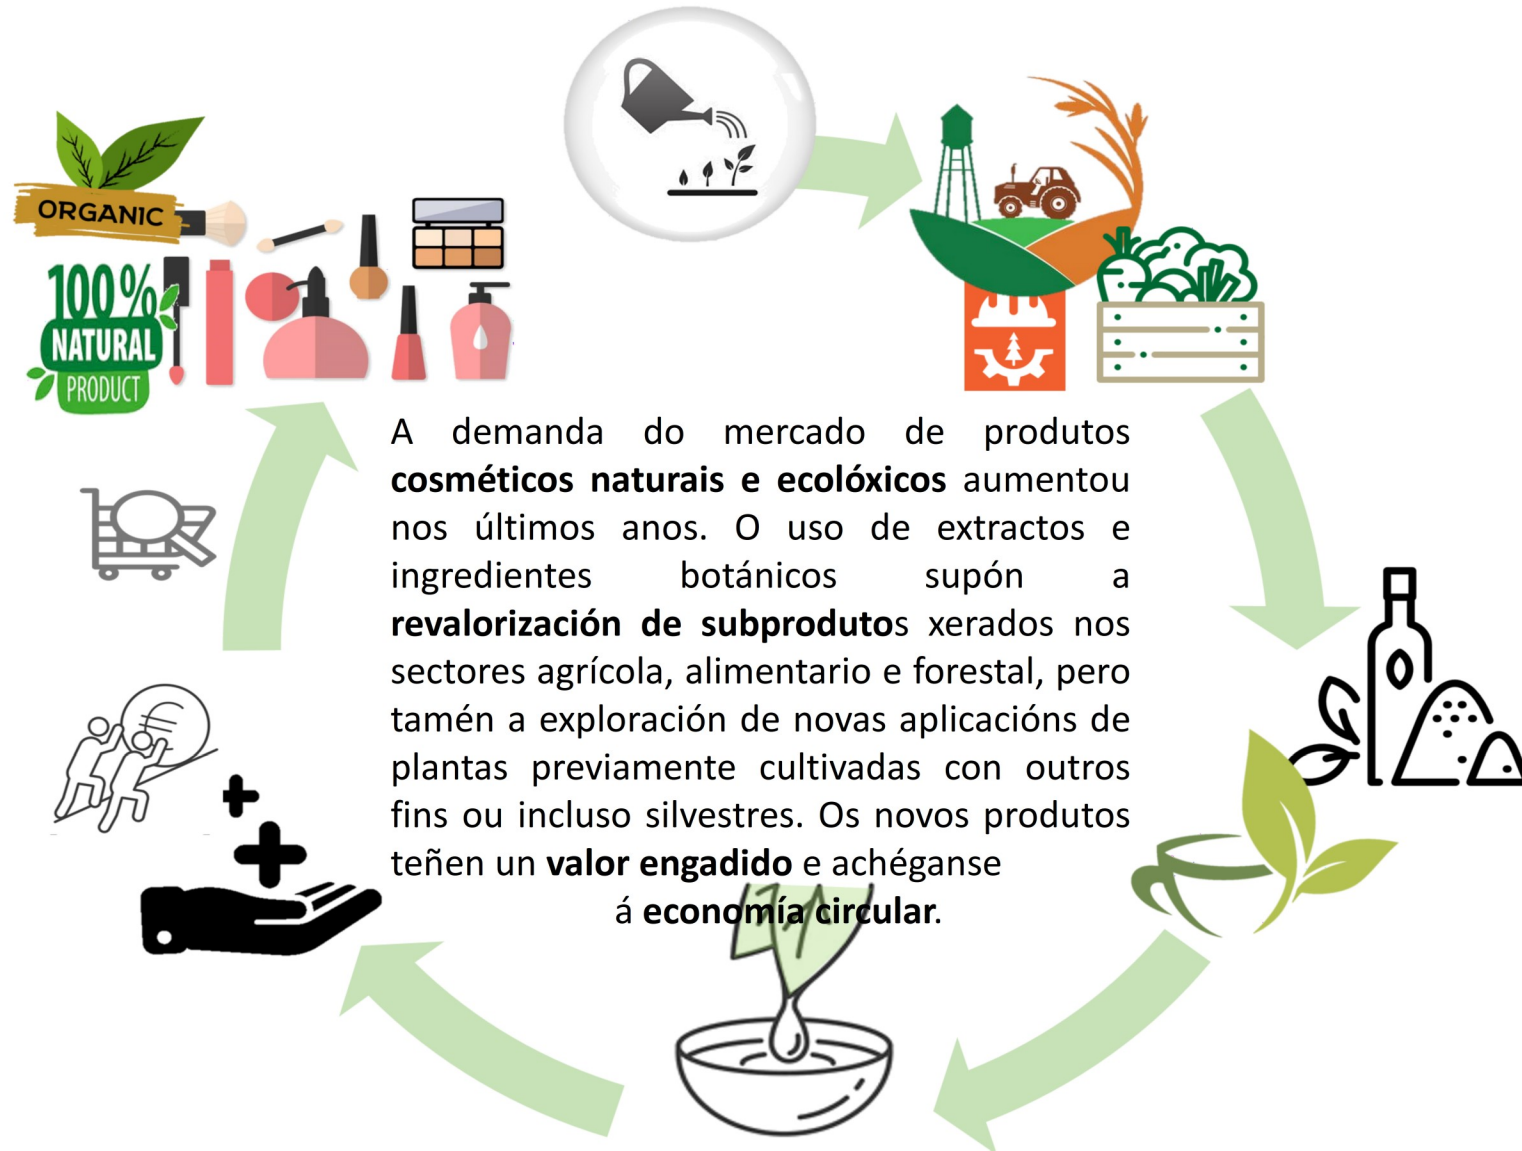 ORGANIC
100%
NATURAL
PRODUCT
A demanda do mercado de produtos
cosméticos naturais e ecolóxicos aumentou
nos últimos anos. O uso de extractos e
ingredientes botánicos supón a
revalorización de subprodutos xerados nos
sectores agrícola, alimentario e forestal, pero
tamén a exploración de novas aplicacións de
plantas previamente cultivadas con outros
fins ou incluso silvestres. Os novos produtos
teñen un valor engadido e achéganse
á economía circular.